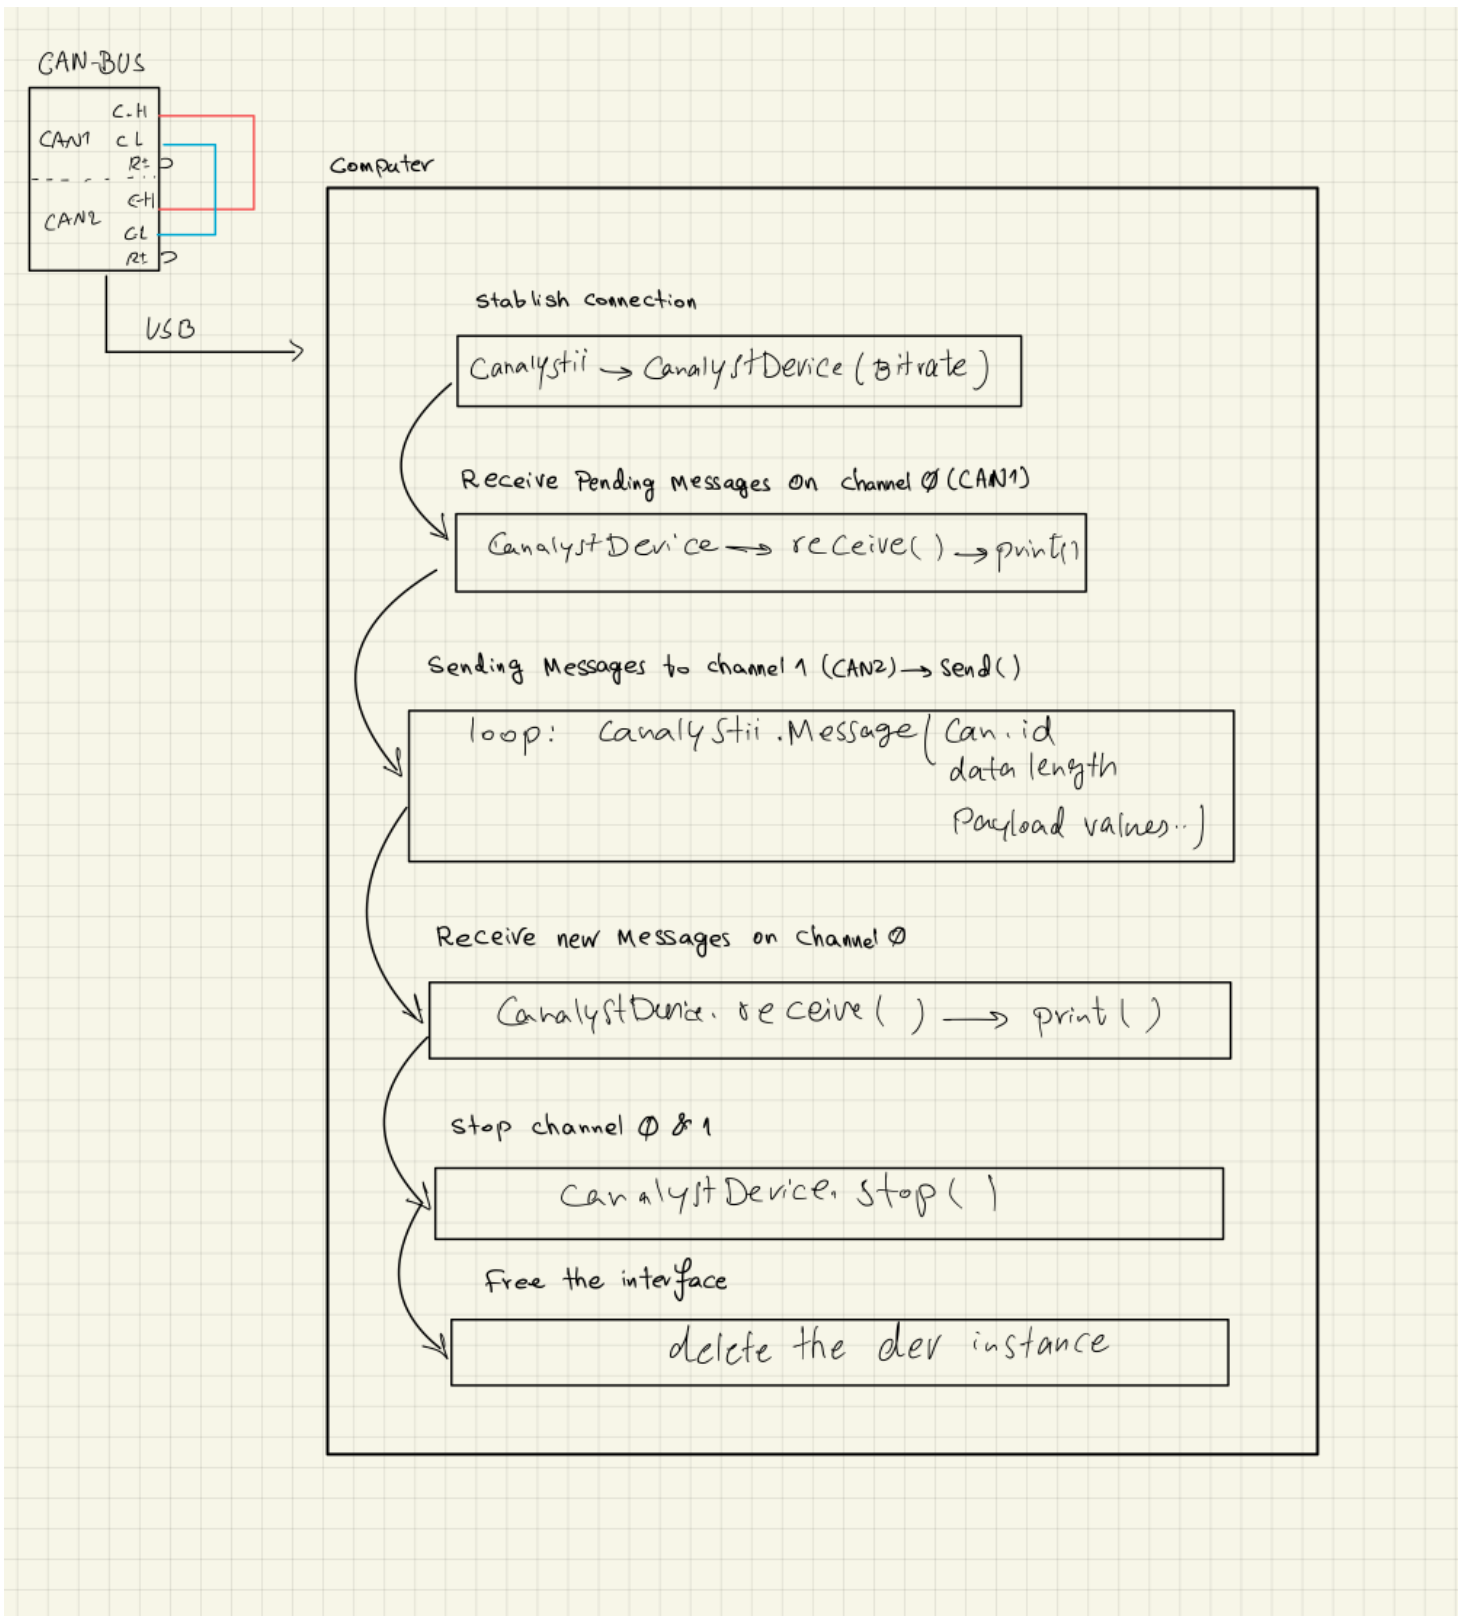 CAN-BUS
C.H
CAN1 CL
Rt
C-H
CAN2
CL
Rt
USB
Computer
Stablish Connection
Canalystii → CanalystDevice (Bitrate)
Receive Pending Messages On channel 0 (CAN1)
CanalystDevice → receive() → print()
Sending Messages to channel 1 (CAN2) → Send()
loop: Canalystii.Message( Can.id
data length
Payload values..)
Receive new Messages on Channel 0
CanalystDevice.receive( ) → print( )
Stop channel 0 & 1
CanalystDevice.stop( )
Free the interface
delete the dev instance